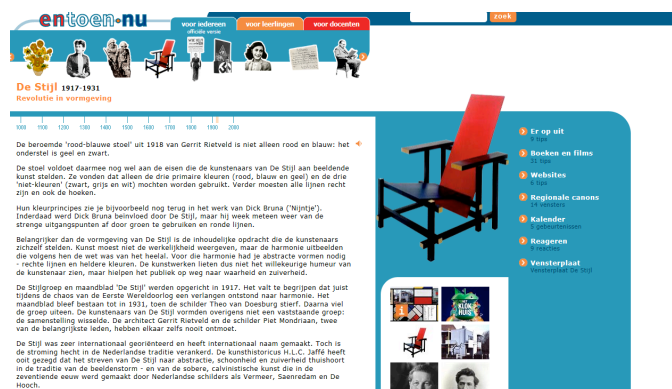 entoen.nu
voor iedereen
officiële versie
voor leerlingen
voor docenten
zoek
De Stijl 1917-1931
Revolutie in vormgeving
1000 1100 1200 1300 1400 1500 1600 1700 1800 1900 2000
De beroemde 'rood-blauwe stoel' uit 1918 van Gerrit Rietveld is niet alleen rood en blauw: het
onderstel is geel en zwart.
De stoel voldoet daarmee nog wel aan de eisen die de kunstenaars van De Stijl aan beeldende
kunst stelden. Ze vonden dat alleen de drie primaire kleuren (rood, blauw en geel) en de drie
'niet-kleuren' (zwart, grijs en wit) mochten worden gebruikt. Verder moesten alle lijnen recht
zijn en ook de hoeken.
Hun kleurprincipes zie je bijvoorbeeld nog terug in het werk van Dick Bruna ('Nijntje').
Inderdaad werd Dick Bruna beïnvloed door De Stijl, maar hij week meteen weer van de
strenge uitgangspunten af door groen te gebruiken en ronde lijnen.
Belangrijker dan de vormgeving van De Stijl is de inhoudelijke opdracht die de kunstenaars
zichzelf stelden. Kunst moest niet de werkelijkheid weergeven, maar de harmonie uitbeelden
die volgens hen de wet was van het heelal. Voor die harmonie had je abstracte vormen nodig
- rechte lijnen en heldere kleuren. De kunstwerken lieten dus niet het willekeurige humeur van
de kunstenaar zien, maar hielpen het publiek op weg naar waarheid en zuiverheid.
De Stijlgroep en maandblad 'De Stijl' werden opgericht in 1917. Het valt te begrijpen dat juist
tijdens de chaos van de Eerste Wereldoorlog een verlangen ontstond naar harmonie. Het
maandblad bleef bestaan tot in 1931, toen de schilder Theo van Doesburg stierf. Daarna viel
de groep uiteen. De kunstenaars van De Stijl vormden overigens niet een vaststaande groep:
de samenstelling wisselde. De architect Gerrit Rietveld en de schilder Piet Mondriaan, twee
van de belangrijkste leden, hebben elkaar zelfs nooit ontmoet.
De Stijl was zeer internationaal georiënteerd en heeft internationaal naam gemaakt. Toch is
de stroming hecht in de Nederlandse traditie verankerd. De kunsthistoricus H.L.C. Jaffé heeft
ooit gezegd dat het streven van De Stijl naar abstractie, schoonheid en zuiverheid thuishoort
in de traditie van de beeldenstorm - en van de sobere, calvinistische kunst die in de
zeventiende eeuw werd gemaakt door Nederlandse schilders als Vermeer, Saenredam en De
Hooch.
Er op uit
6 tips
Boeken en films
31 tips
Websites
6 tips
Regionale canons
14 vensters
Kalender
5 gebeurtenissen
Reageren
9 reacties
Vensterplaat
Vensterplaat De Stijl
HET
KLOK
HUIS